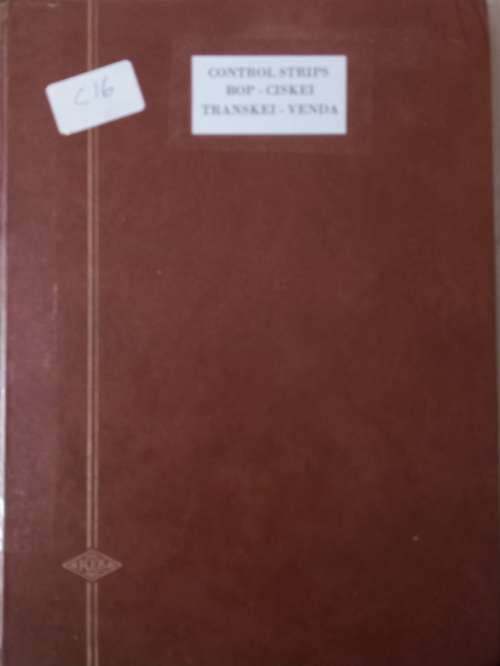 C16
CONTROL STRIPS
BOP - CISKEI
TRANSKEI - VENDA